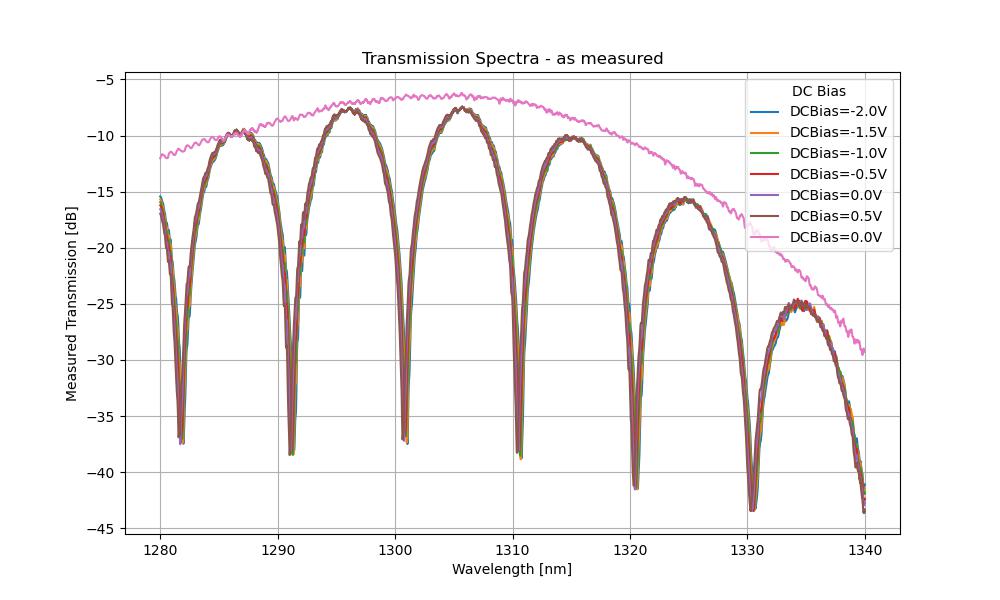 Transmission Spectra - as measured
Measured Transmission [dB]
−5
−10
−15
−20
−25
−30
−35
−40
−45
DC Bias
DCBias=-2.0V
DCBias=-1.5V
DCBias=-1.0V
DCBias=-0.5V
DCBias=0.0V
DCBias=0.5V
DCBias=0.0V
1280 1290 1300 1310 1320 1330 1340
Wavelength [nm]